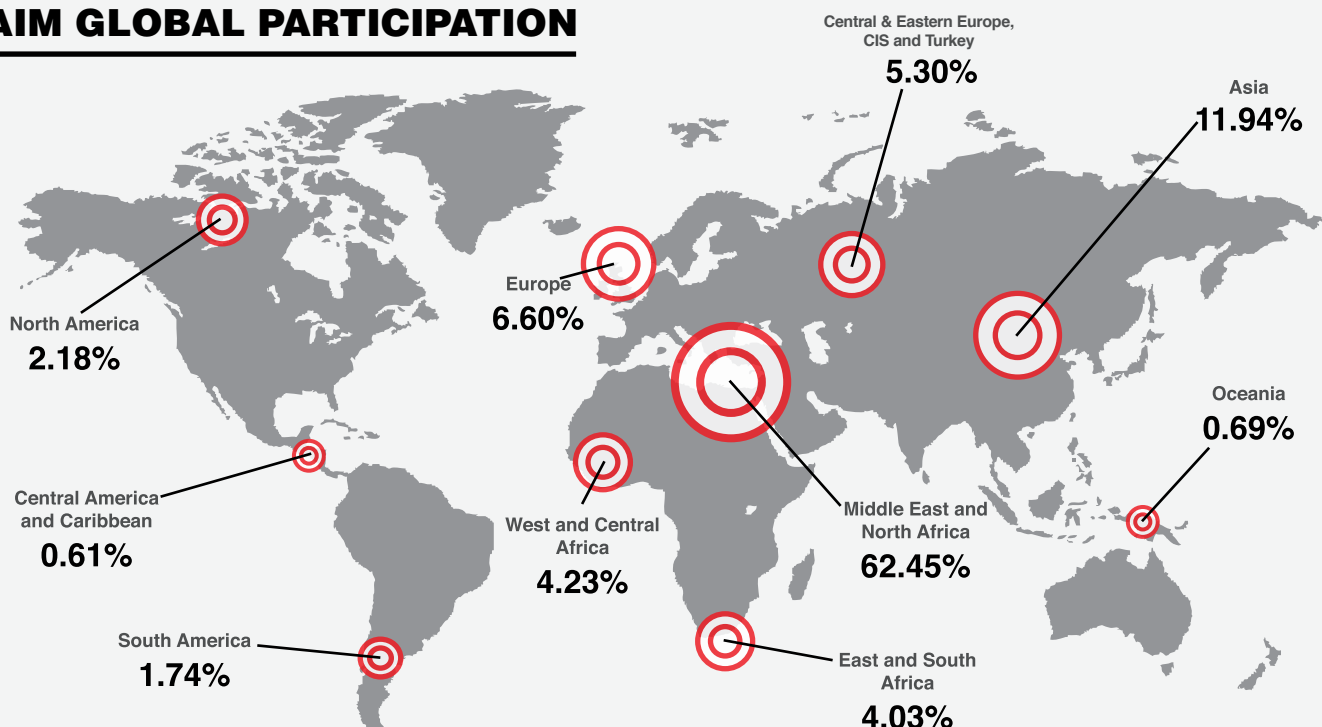 AIM GLOBAL PARTICIPATION
Central & Eastern Europe,
CIS and Turkey
5.30%
Asia
11.94%
North America
2.18%
Europe
6.60%
Oceania
0.69%
Central America
and Caribbean
0.61%
West and Central
Africa
4.23%
Middle East and
North Africa
62.45%
South America
1.74%
East and South
Africa
4.03%